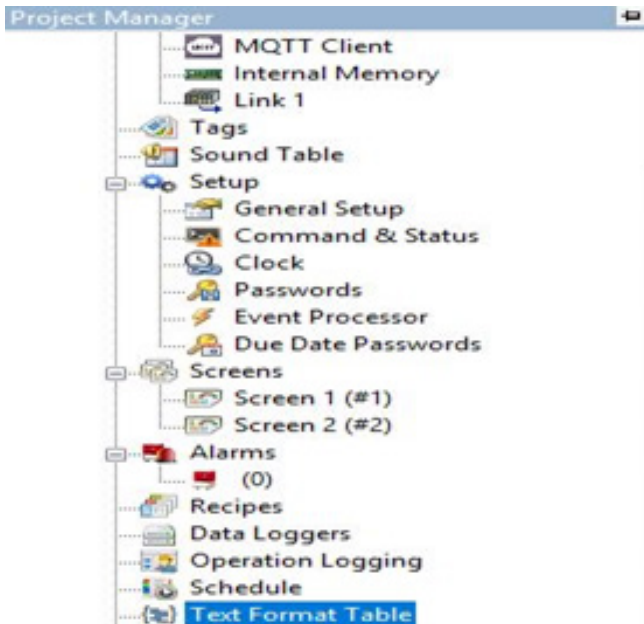 Project Manager
MQTT Client
Internal Memory
Link 1
Tags
Sound Table
Setup
General Setup
Command & Status
Clock
Passwords
Event Processor
Due Date Passwords
Screens
Screen 1 (#1)
Screen 2 (#2)
Alarms
(0)
Recipes
Data Loggers
Operation Logging
Schedule
Text Format Table